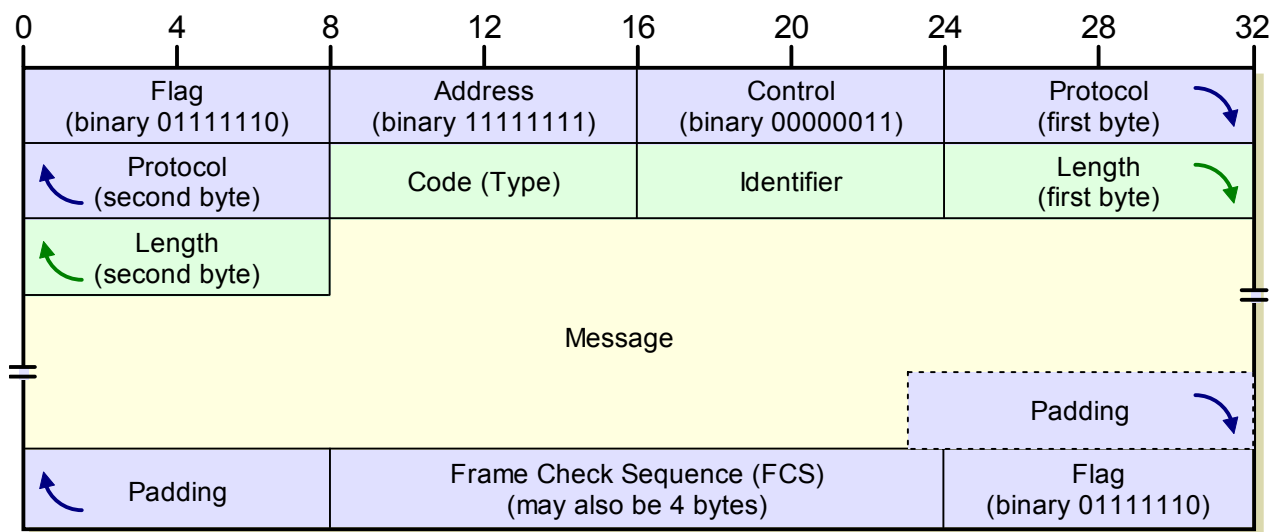 0 4 8 12 16 20 24 28 32
Flag Address Control Protocol
(binary 01111110) (binary 11111111) (binary 00000011) (first byte)
Protocol
(second byte)
Code (Type)
Identifier
Length
(first byte)
Length
(second byte)
Message
Padding
Padding
Frame Check Sequence (FCS)
(may also be 4 bytes)
Flag
(binary 01111110)